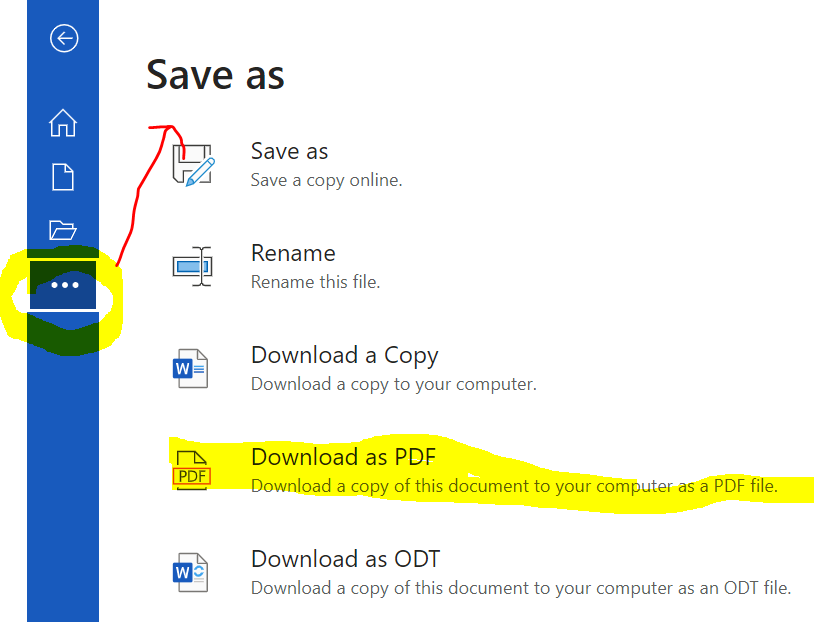 Save as
Save as
Save a copy online.
Rename
Rename this file.
W
Download a Copy
Download a copy to your computer.
PDF
Download as PDF
Download a copy of this document to your computer as a PDF file.
W
Download as ODT
Download a copy of this document to your computer as an ODT file.